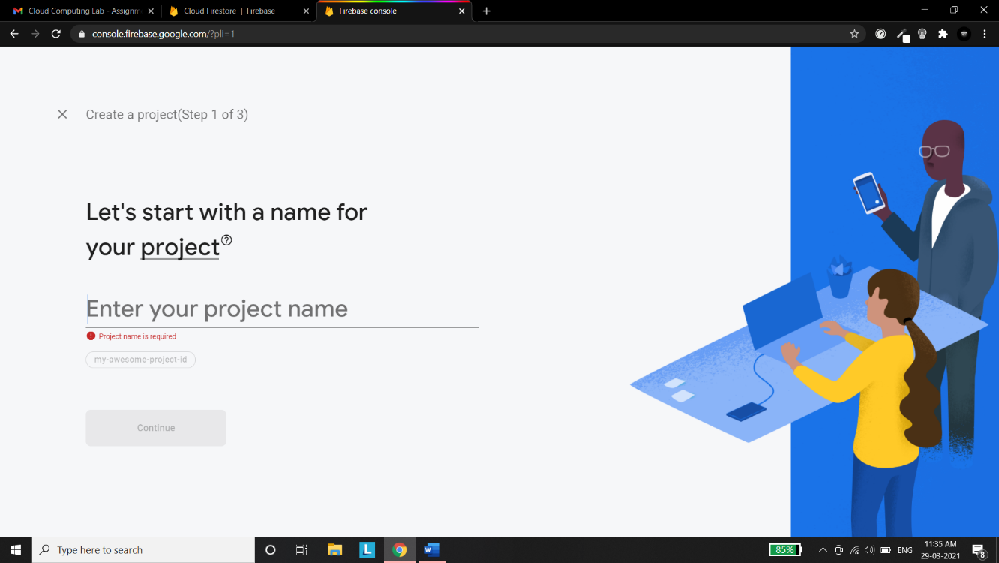 Cloud Computing Lab - Assignm
Cloud Firestore | Firebase
Firebase console
console.firebase.google.com/?pli=1
Create a project(Step 1 of 3)
Let's start with a name for
your project
Enter your project name
Project name is required
my-awesome-project-id
Continue
Type here to search
L
W
85%
ENG
11:35 AM
29-03-2021
8